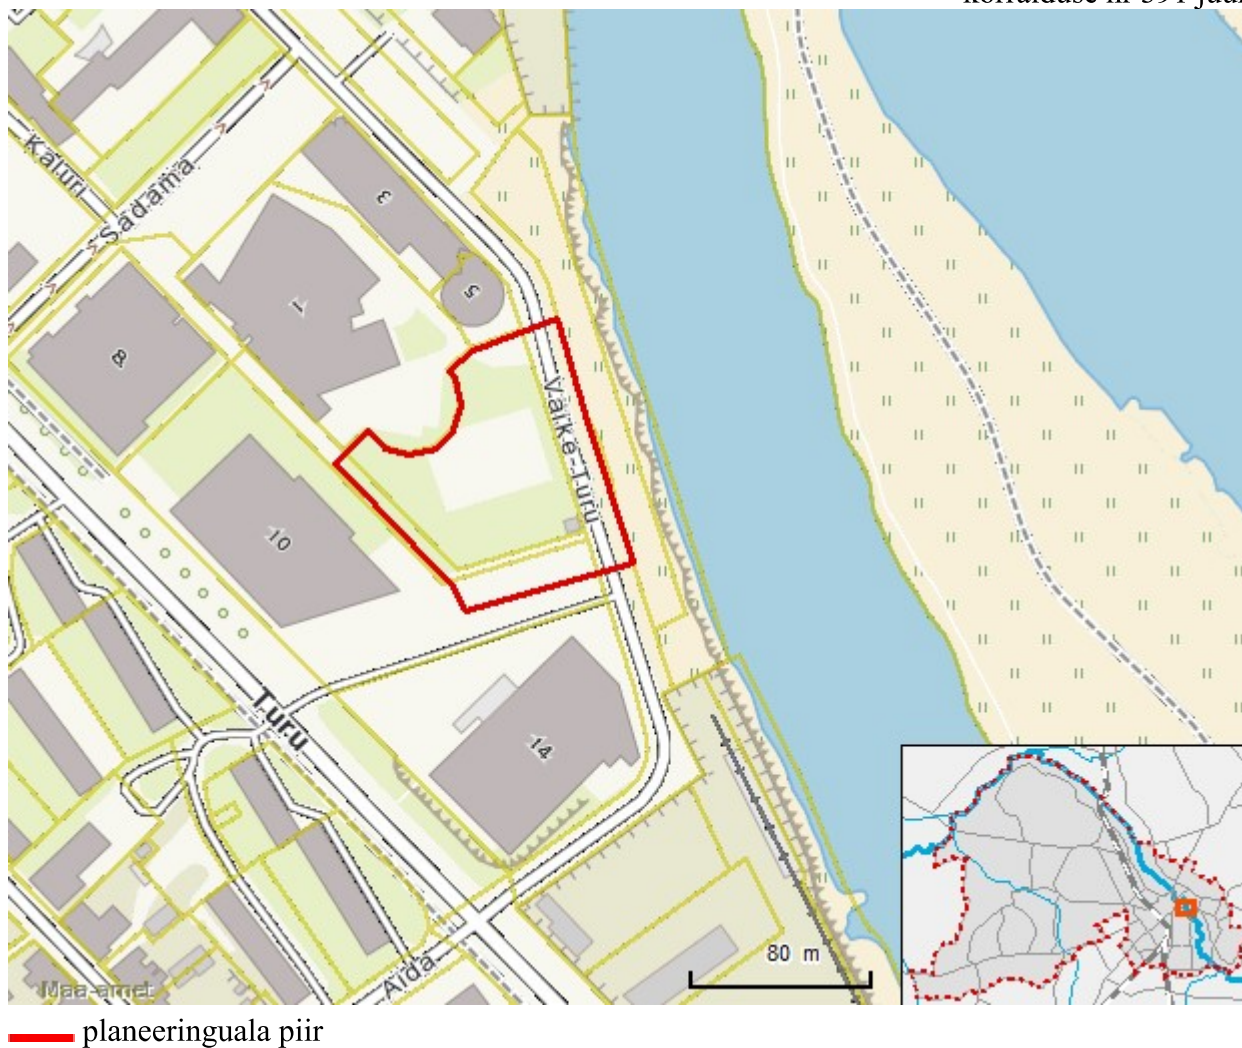 Kaluri
Sadama
3
5
1
8
10
Väike-Turu
Turu
14
Aida
80 m
Maa-amet
planeeringuala piir